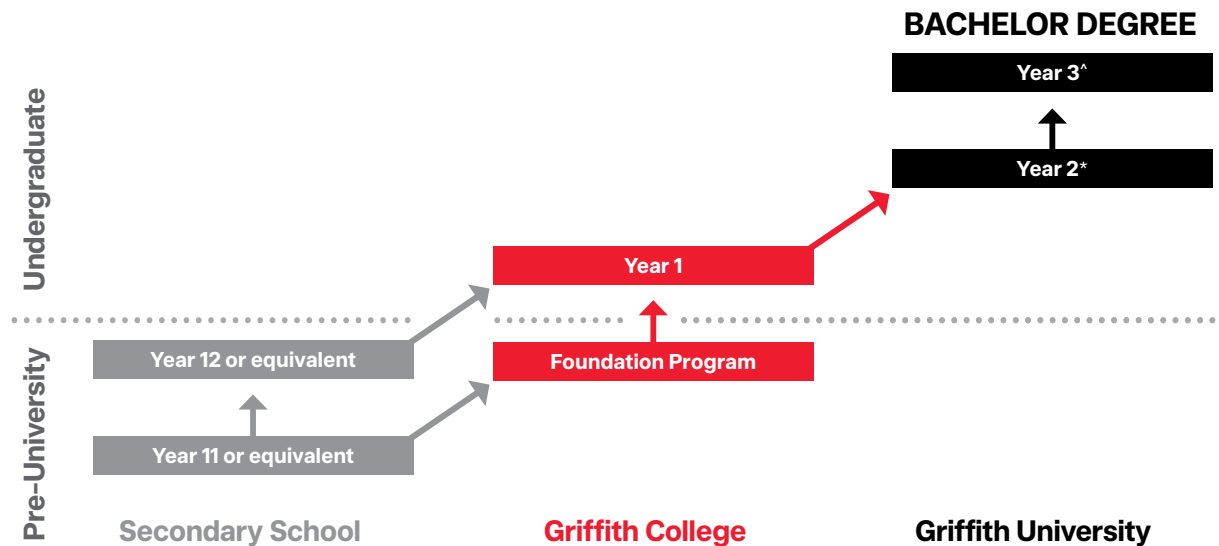 BACHELOR DEGREE
Year 3^
Year 2*
Undergraduate
Year 1
Year 12 or equivalent
Foundation Program
Year 11 or equivalent
Pre-University
Secondary School
Griffith College
Griffith University